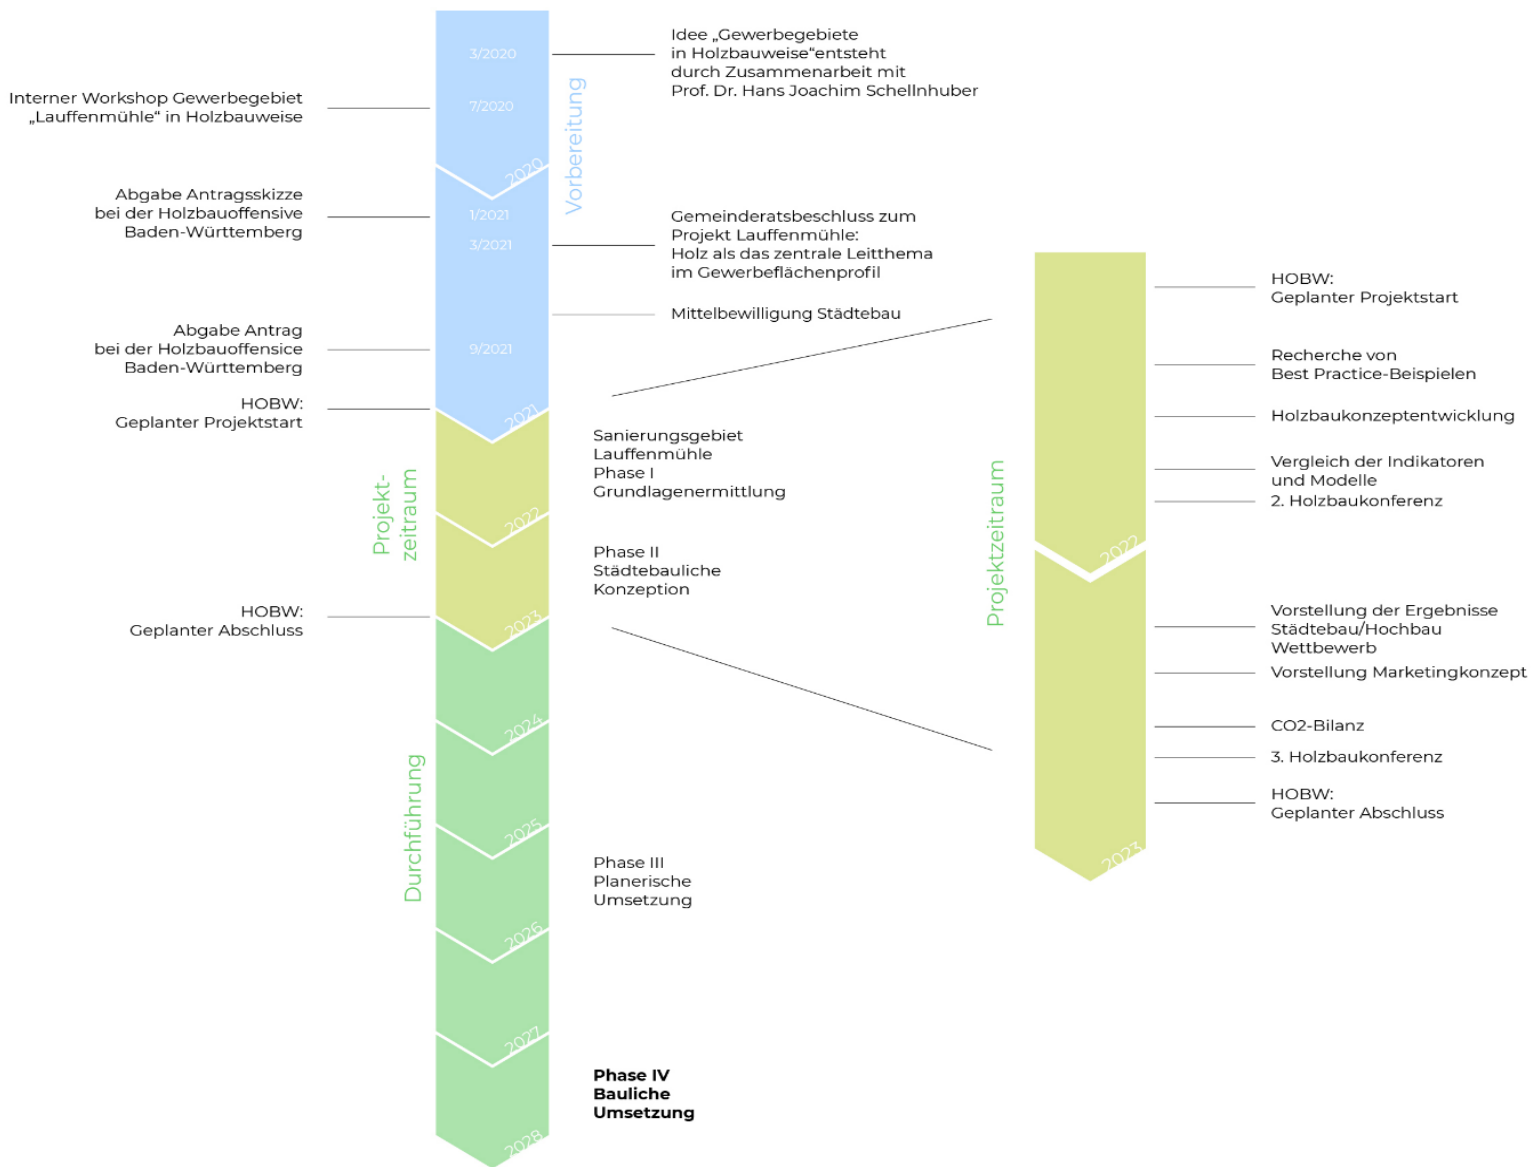 3/2020
Idee „Gewerbegebiete
in Holzbauweise“entsteht
durch Zusammenarbeit mit
Prof. Dr. Hans Joachim Schellnhuber
Interner Workshop Gewerbegebiet
„Lauffenmühle“ in Holzbauweise
7/2020
Vorbereitung
2020
Abgabe Antragsskizze
bei der Holzbauoffensive
Baden-Württemberg
1/2021
3/2021
Gemeinderatsbeschluss zum
Projekt Lauffenmühle:
Holz als das zentrale Leitthema
im Gewerbeflächenprofil
Mittelbewilligung Städtebau
Abgabe Antrag
bei der Holzbauoffensice
Baden-Württemberg
9/2021
HOBW:
Geplanter Projektstart
2021
Projekt-
zeitraum
Sanierungsgebiet
Lauffenmühle
Phase I
Grundlagenermittlung
2022
Phase II
Städtebauliche
Konzeption
HOBW:
Geplanter Abschluss
2023
Durchführung
2024
2025
Phase III
Planerische
Umsetzung
2026
2027
Phase IV
Bauliche
Umsetzung
2028
Projektzeitraum
HOBW:
Geplanter Projektstart
Recherche von
Best Practice-Beispielen
Holzbaukonzeptentwicklung
Vergleich der Indikatoren
und Modelle
2. Holzbaukonferenz
2022
Vorstellung der Ergebnisse
Städtebau/Hochbau
Wettbewerb
Vorstellung Marketingkonzept
CO2-Bilanz
3. Holzbaukonferenz
HOBW:
Geplanter Abschluss
2023